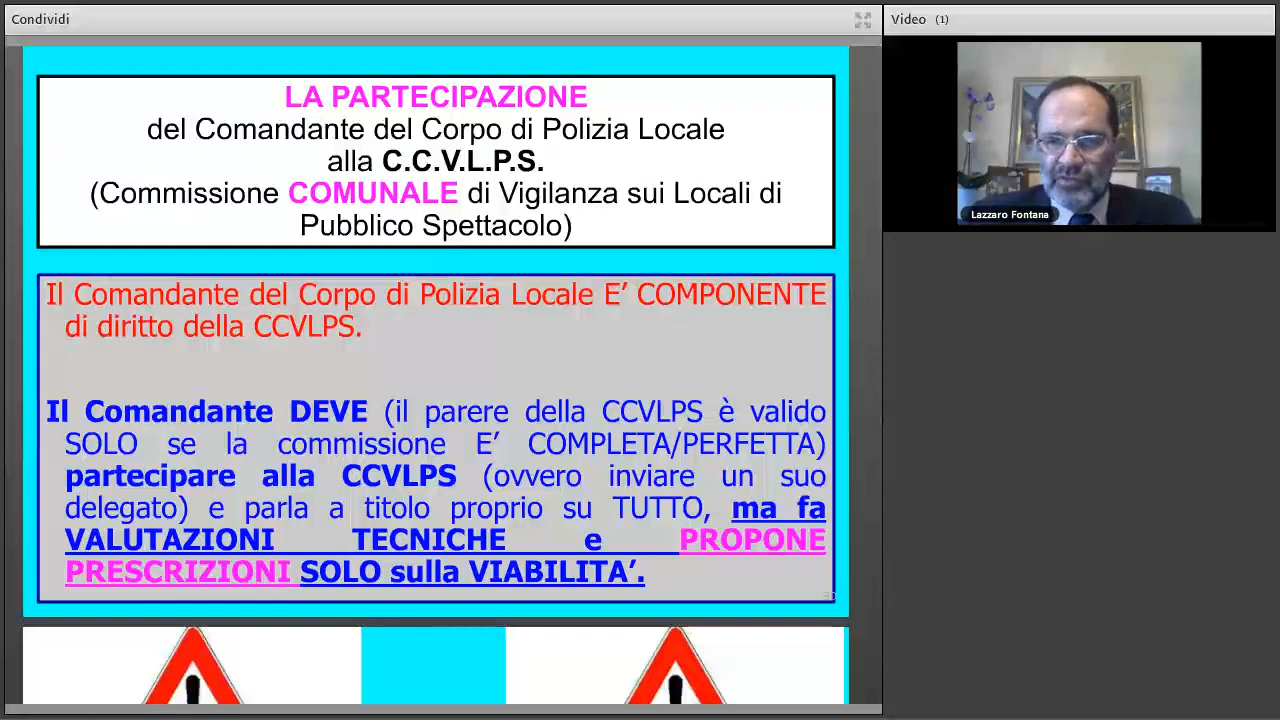 Condividi
LA PARTECIPAZIONE
del Comandante del Corpo di Polizia Locale
alla C.C.V.L.P.S.
(Commissione COMUNALE di Vigilanza sui Locali di
Pubblico Spettacolo)
Il Comandante del Corpo di Polizia Locale E’ COMPONENTE
di diritto della CCVLPS.
Il Comandante DEVE (il parere della CCVLPS è valido
SOLO se la commissione E’ COMPLETA/PERFETTA)
partecipare alla CCVLPS (ovvero inviare un suo
delegato) e parla a titolo proprio su TUTTO, ma fa
VALUTAZIONI TECNICHE e PROPONE
PRESCRIZIONI SOLO sulla VIABILITA’.
Video (1)
Lazzaro Fontana